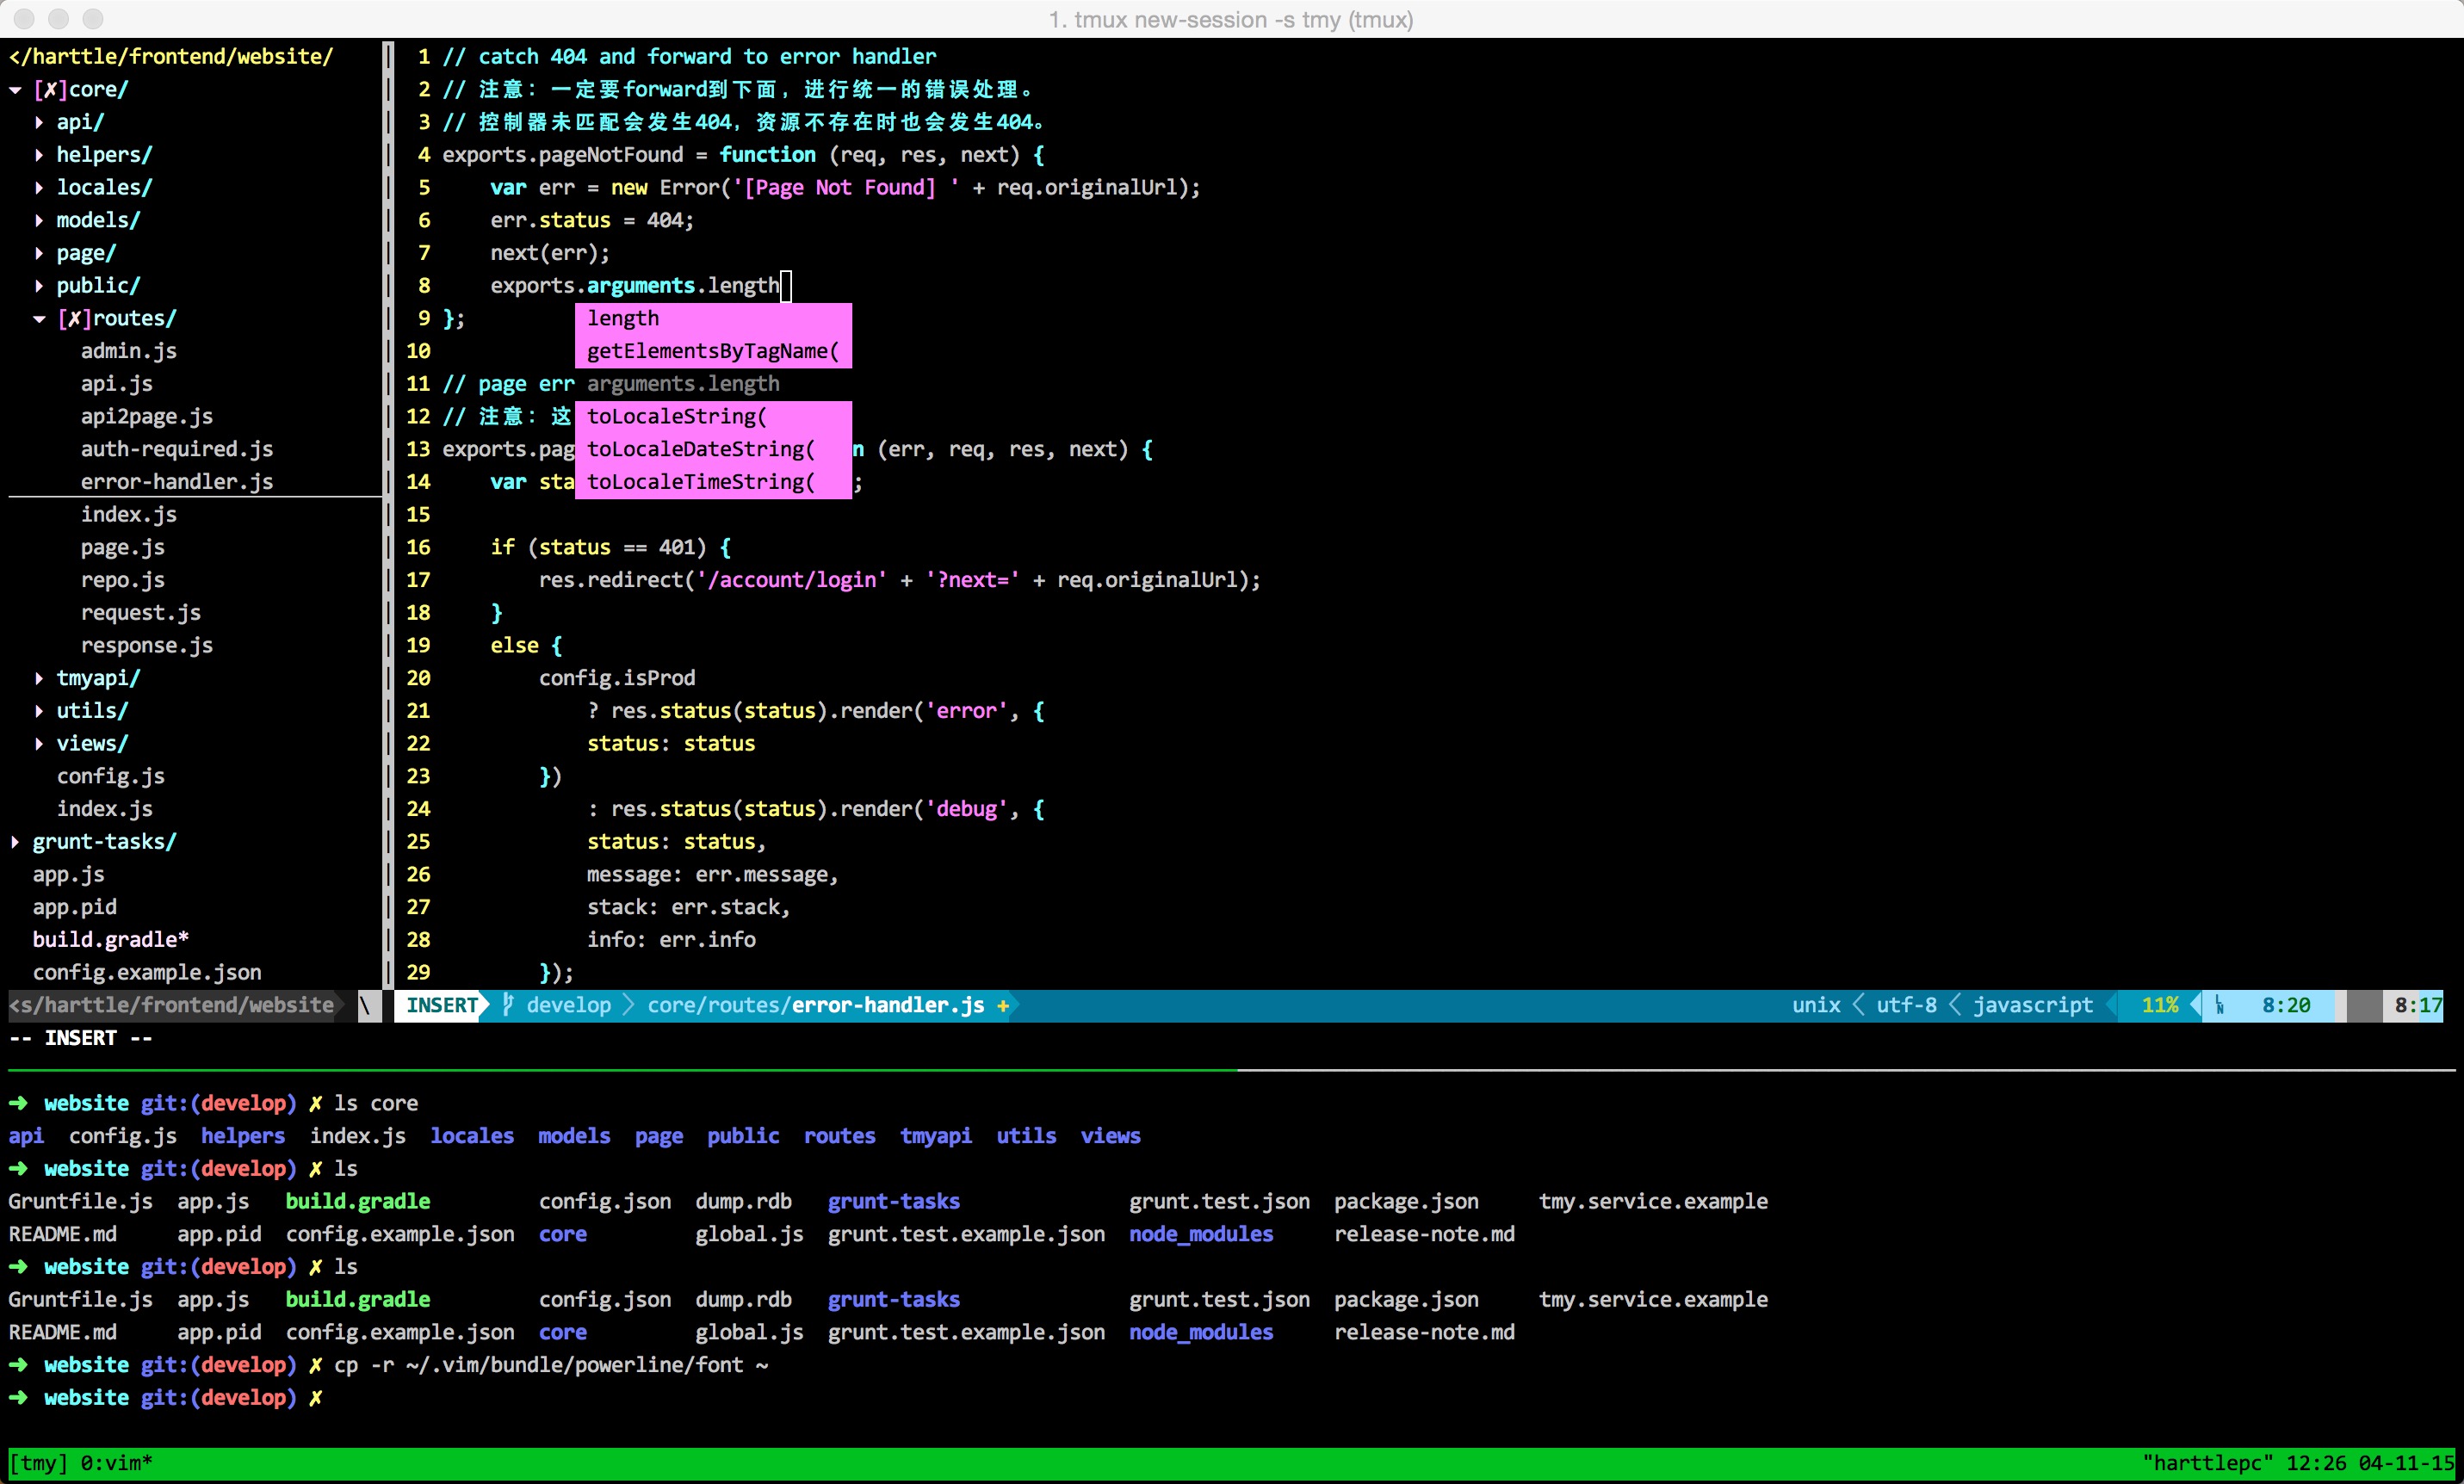 1. tmux new-session -s tmy (tmux)
</harttle/frontend/website/
▾ [✗]core/
▸ api/
▸ helpers/
▸ locales/
▸ models/
▸ page/
▸ public/
▾ [✗]routes/
admin.js
api.js
api2page.js
auth-required.js
error-handler.js
index.js
page.js
repo.js
request.js
response.js
▸ tmyapi/
▸ utils/
▸ views/
config.js
index.js
▸ grunt-tasks/
app.js
app.pid
build.gradle*
config.example.json
<s/harttle/frontend/website \
1 // catch 404 and forward to error handler
2 // 注意：一定要forward到下面，进行统一的错误处理。
3 // 控制器未匹配会发生404，资源不存在时也会发生404。
4 exports.pageNotFound = function (req, res, next) {
5 var err = new Error('[Page Not Found] ' + req.originalUrl);
6 err.status = 404;
7 next(err);
8 exports.arguments.length
9 }; length
10 getElementsByTagName(
11 // page err arguments.length
12 // 注意：这 toLocaleString(
13 exports.pag toLocaleDateString( n (err, req, res, next) {
14 var sta toLocaleTimeString( ;
15
16 if (status == 401) {
17 res.redirect('/account/login' + '?next=' + req.originalUrl);
18 }
19 else {
20 config.isProd
21 ? res.status(status).render('error', {
22 status: status
23 })
24 : res.status(status).render('debug', {
25 status: status,
26 message: err.message,
27 stack: err.stack,
28 info: err.info
29 });
INSERT develop core/routes/error-handler.js + unix utf-8 javascript 11% LN 8:20 8:17
-- INSERT --
➜ website git:(develop) ✗ ls core
api config.js helpers index.js locales models page public routes tmyapi utils views
➜ website git:(develop) ✗ ls
Gruntfile.js app.js build.gradle config.json dump.rdb grunt-tasks grunt.test.json package.json tmy.service.example
README.md app.pid config.example.json core global.js grunt.test.example.json node_modules release-note.md
➜ website git:(develop) ✗ ls
Gruntfile.js app.js build.gradle config.json dump.rdb grunt-tasks grunt.test.json package.json tmy.service.example
README.md app.pid config.example.json core global.js grunt.test.example.json node_modules release-note.md
➜ website git:(develop) ✗ cp -r ~/.vim/bundle/powerline/font ~
➜ website git:(develop) ✗
[tmy] 0:vim* "harttlepc" 12:26 04-11-15